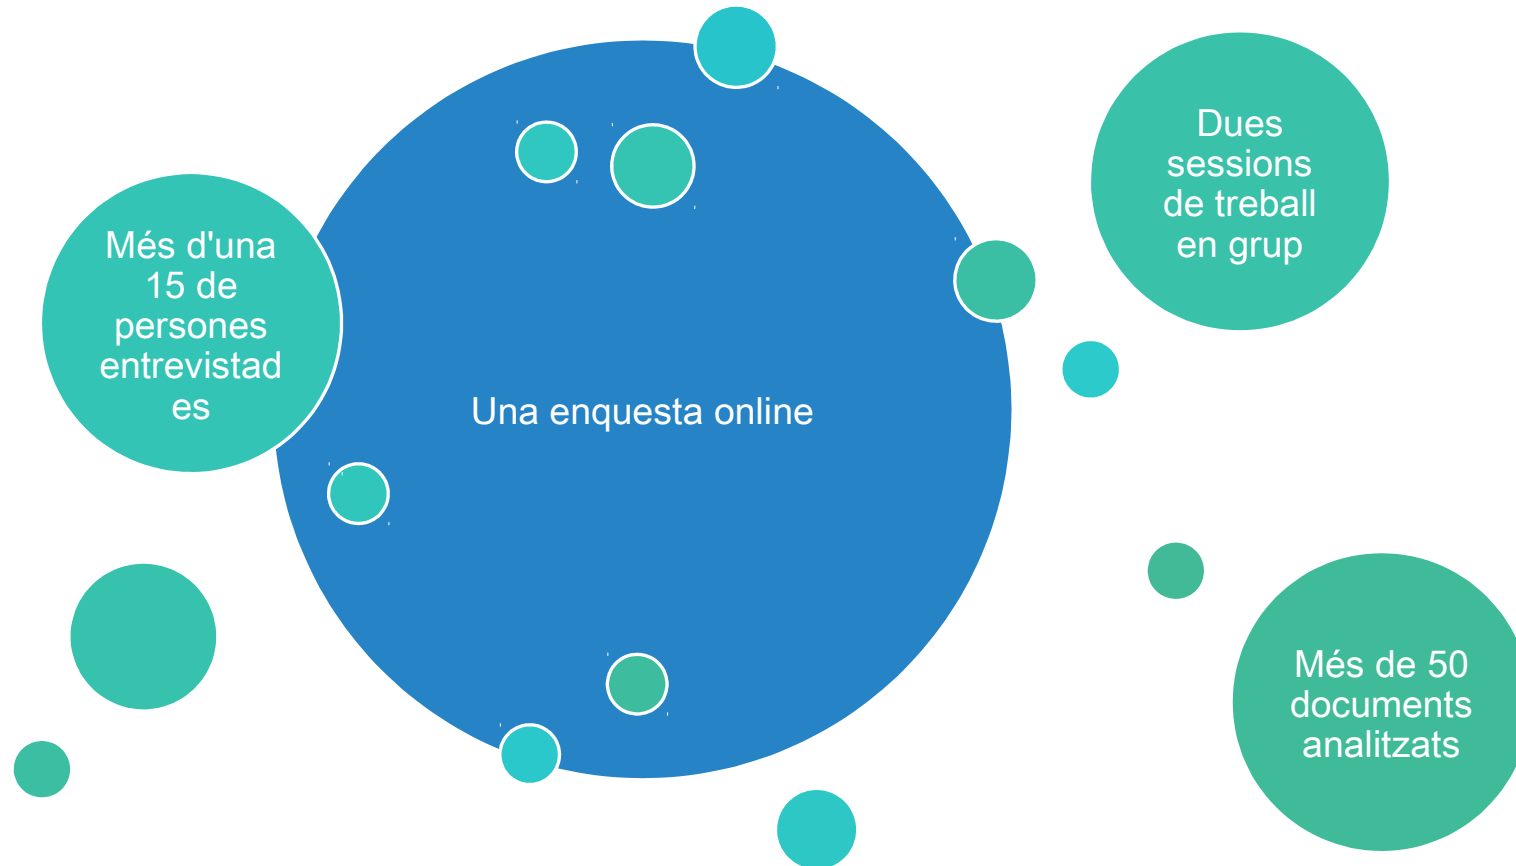 Més d'una
15 de
persones
entrevistad
es
Una enquesta online
Dues
sessions
de treball
en grup
Més de 50
documents
analitzats